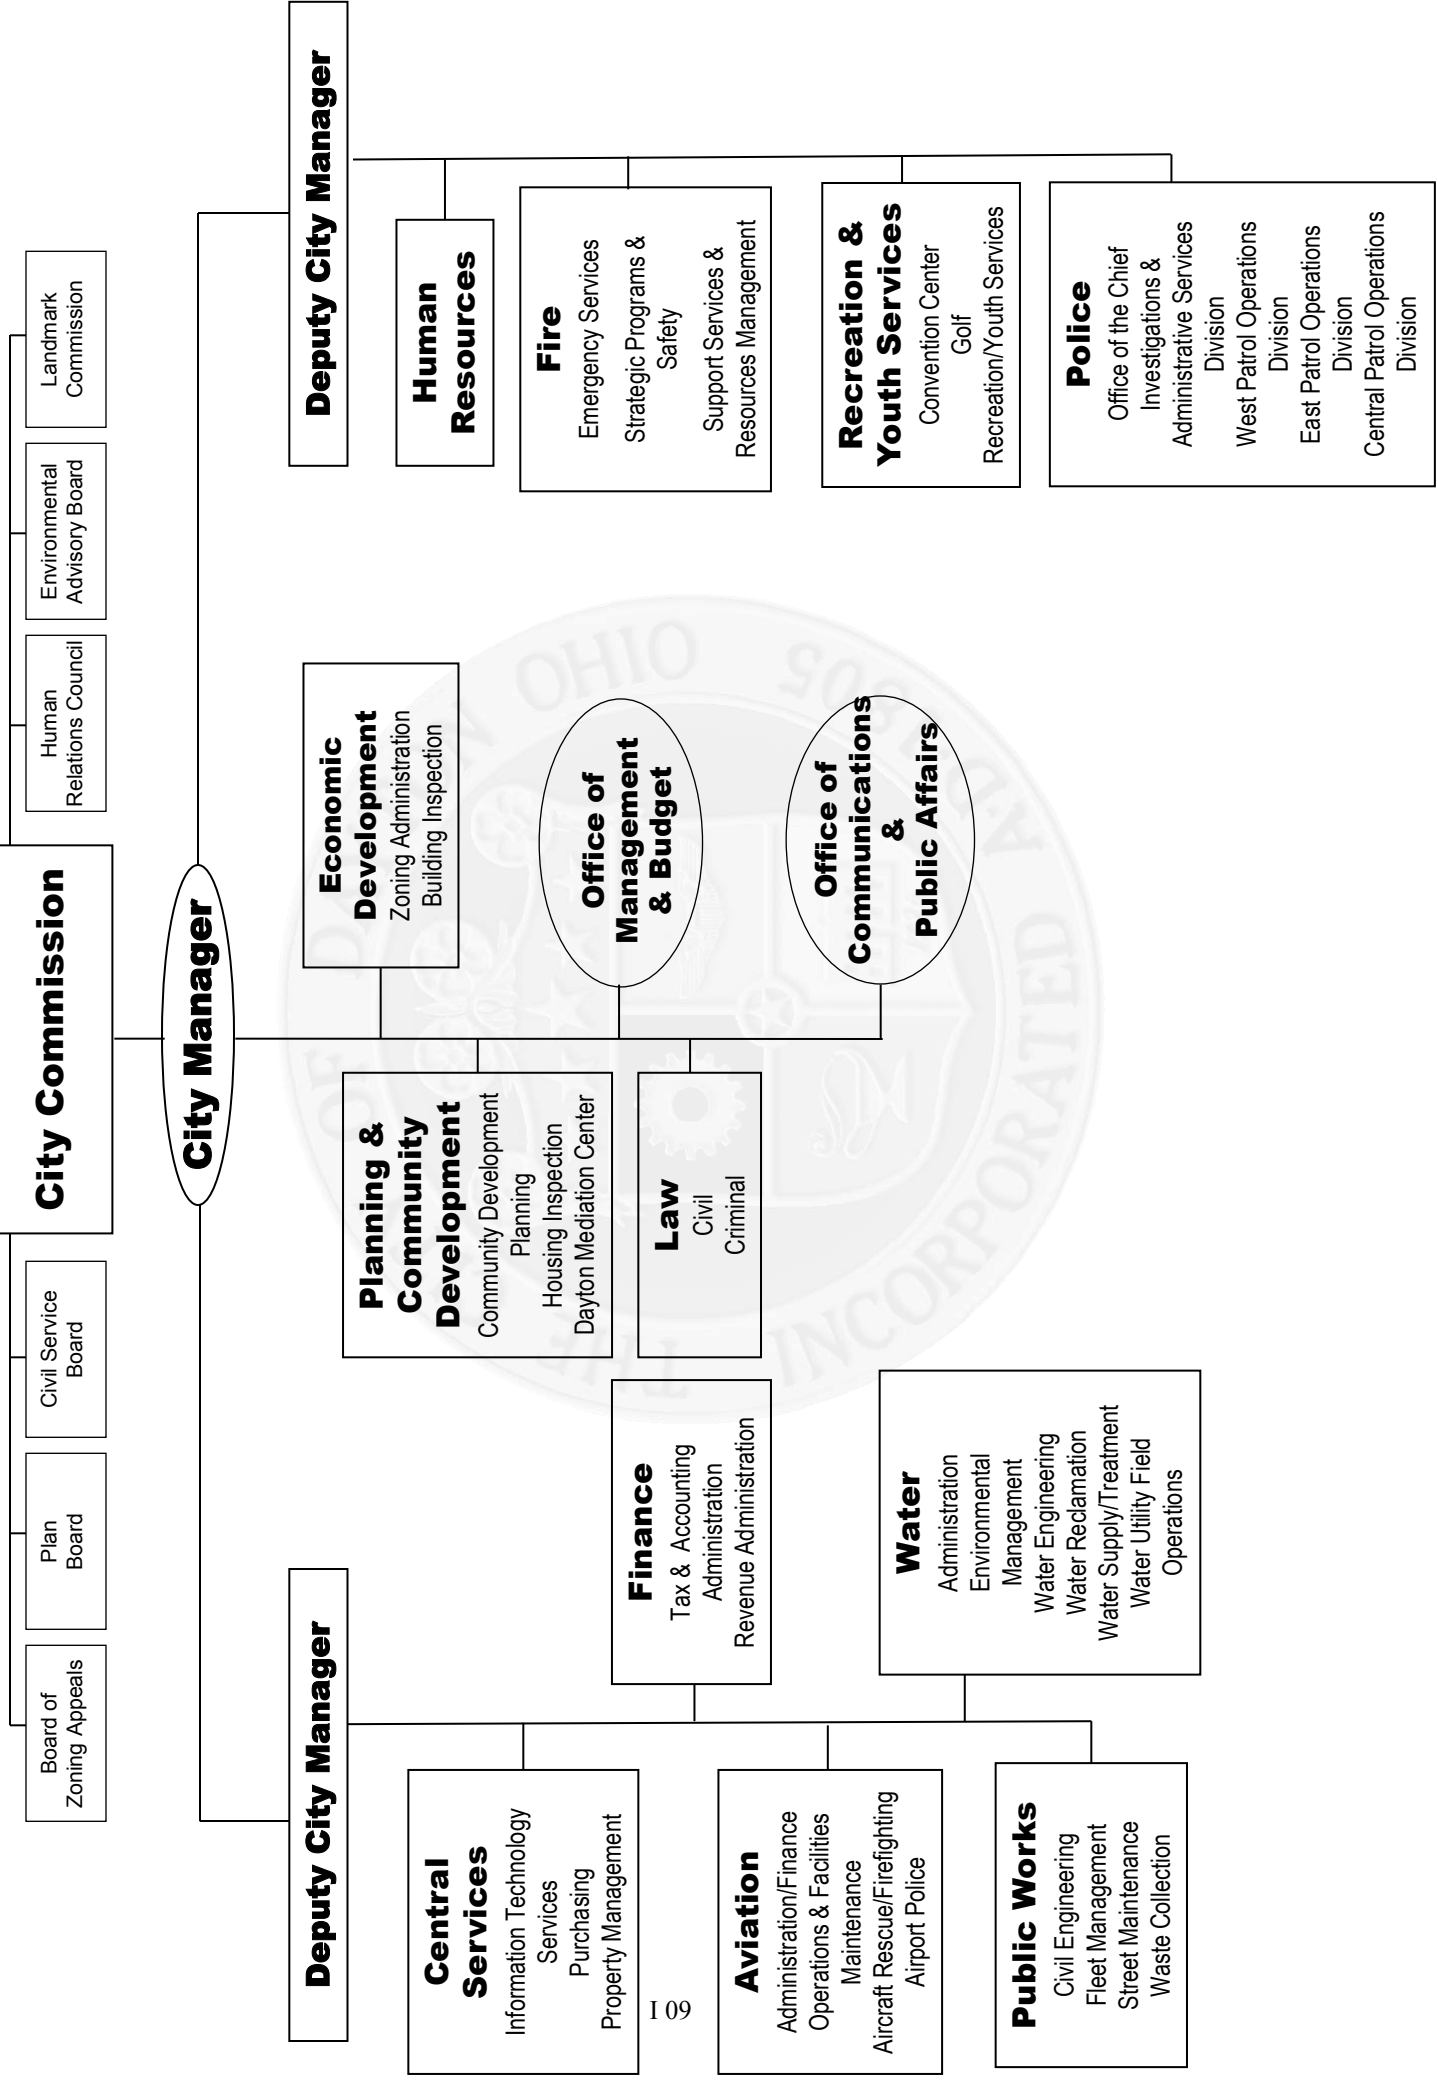 City Commission
Board of
Zoning Appeals
Plan
Board
Civil Service
Board
Human
Relations Council
Environmental
Advisory Board
Landmark
Commission
City Manager
Deputy City Manager
Central
Services
Information Technology
Services
Purchasing
Property Management
Finance
Tax & Accounting
Administration
Revenue Administration
Aviation
Administration/Finance
Operations & Facilities
Maintenance
Aircraft Rescue/Firefighting
Airport Police
Water
Administration
Environmental
Management
Water Engineering
Water Reclamation
Water Supply/Treatment
Water Utility Field
Operations
Public Works
Civil Engineering
Fleet Management
Street Maintenance
Waste Collection
Planning &
Community
Development
Community Development
Planning
Housing Inspection
Dayton Mediation Center
Economic
Development
Zoning Administration
Building Inspection
Law
Civil
Criminal
Office of
Management
& Budget
Office of
Communications
&
Public Affairs
Deputy City Manager
Human
Resources
Fire
Emergency Services
Strategic Programs &
Safety
Support Services &
Resources Management
Recreation &
Youth Services
Convention Center
Golf
Recreation/Youth Services
Police
Office of the Chief
Investigations &
Administrative Services
Division
West Patrol Operations
Division
East Patrol Operations
Division
Central Patrol Operations
Division
I 09
THE CITY OF DAYTON OHIO
INCORPORATED A.D. 1805